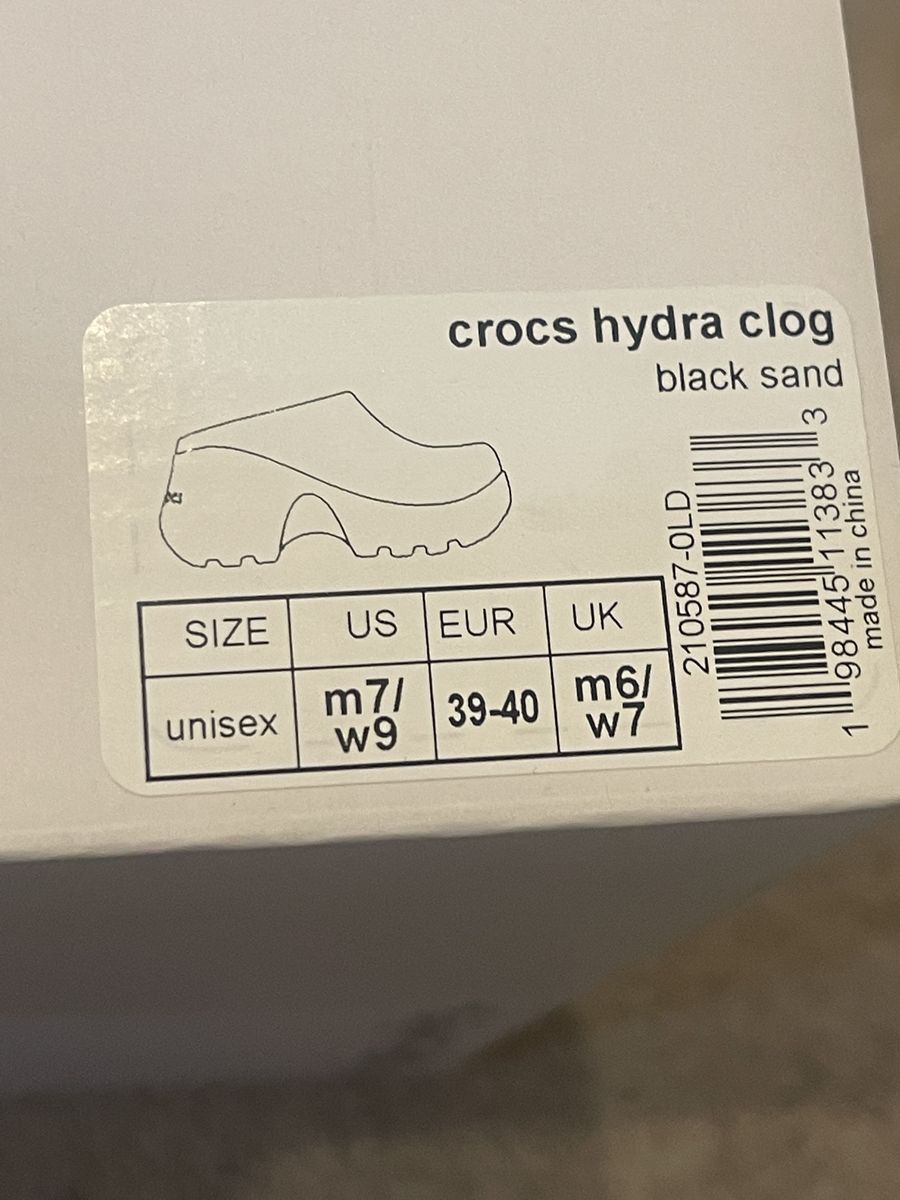 crocs hydra clog
black sand
SIZE US EUR UK
unisex m7/ w9 39-40 m6/ w7
210587-0LD
1 98445 11383 3
made in china